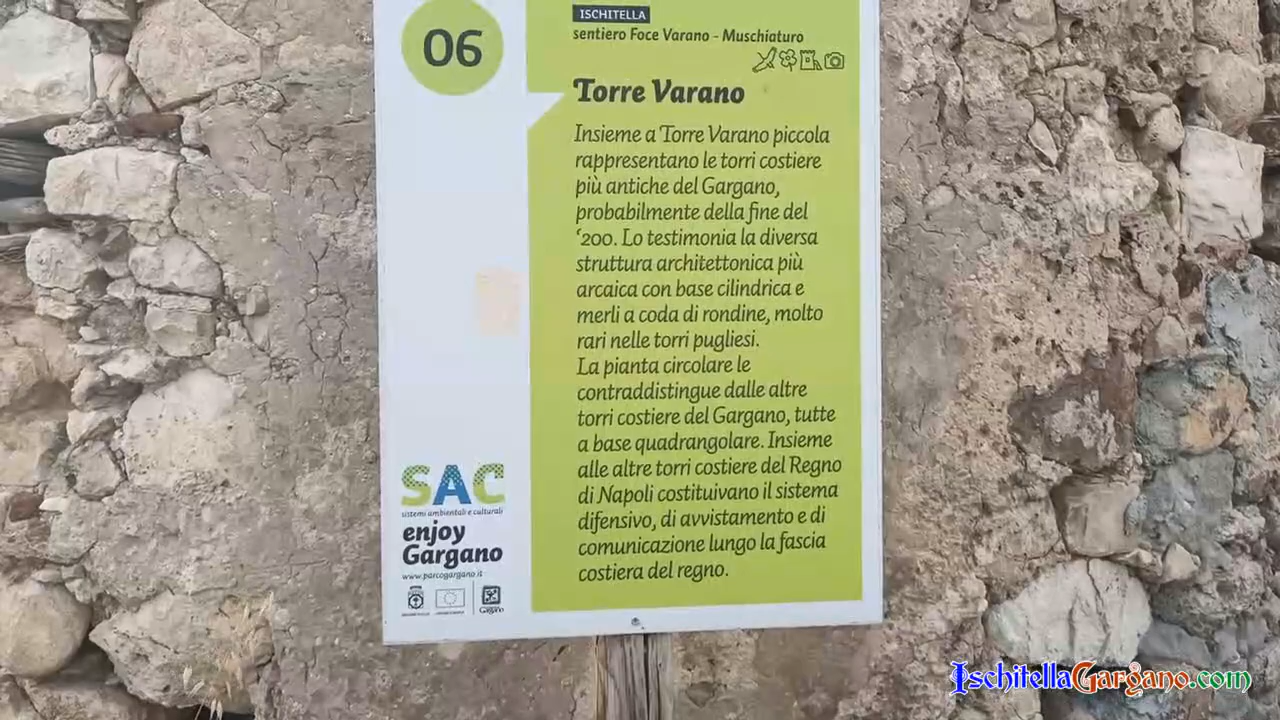 06
ISCHITELLA
sentiero Foce Varano - Muschiaturo
Torre Varano
Insieme a Torre Varano piccola
rappresentano le torri costiere
più antiche del Gargano,
probabilmente della fine del
‘200. Lo testimonia la diversa
struttura architettonica più
arcaica con base cilindrica e
merli a coda di rondine, molto
rari nelle torri pugliesi.
La pianta circolare le
contraddistingue dalle altre
torri costiere del Gargano, tutte
a base quadrangolare. Insieme
alle altre torri costiere del Regno
di Napoli costituivano il sistema
difensivo, di avvistamento e di
comunicazione lungo la fascia
costiera del regno.
SAC
sistemi ambientali e culturali
enjoy
Gargano
www.parcogargano.it
Gargano
IschitellaGargano.com